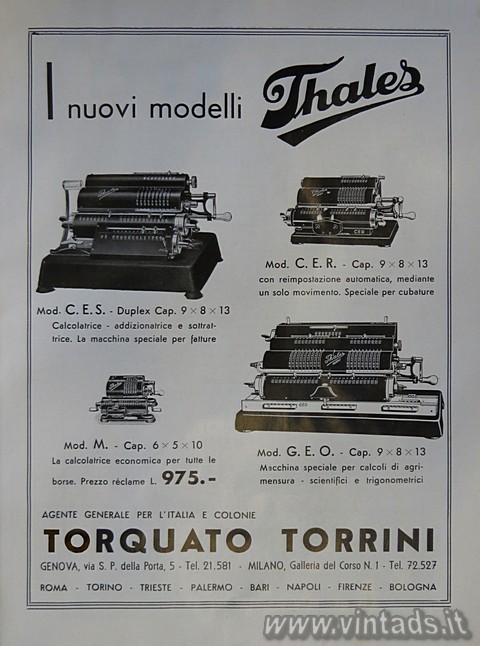 I nuovi modelli Thales
Mod. C. E. R. - Cap. 9 × 8 × 13
con reimpostazione automatica, mediante
un solo movimento. Speciale per cubature
Mod. C. E. S. - Duplex Cap. 9 × 8 × 13
Calcolatrice - addizionatrice e sottrat-
trice. La macchina speciale per fatture
Mod. M. - Cap. 6 × 5 × 10
La calcolatrice economica per tutte le
borse. Prezzo réclame L. 975.-
Mod. G. E. O. - Cap. 9 × 8 × 13
Macchina speciale per calcoli di agri-
mensura - scientifici e trigonometrici
AGENTE GENERALE PER L'ITALIA E COLONIE
TORQUATO TORRINI
GENOVA, via S. P. della Porta, 5 - Tel. 21.581 - MILANO, Galleria del Corso N. 1 - Tel. 72.527
ROMA - TORINO - TRIESTE - PALERMO - BARI - NAPOLI - FIRENZE - BOLOGNA
www.vintads.it